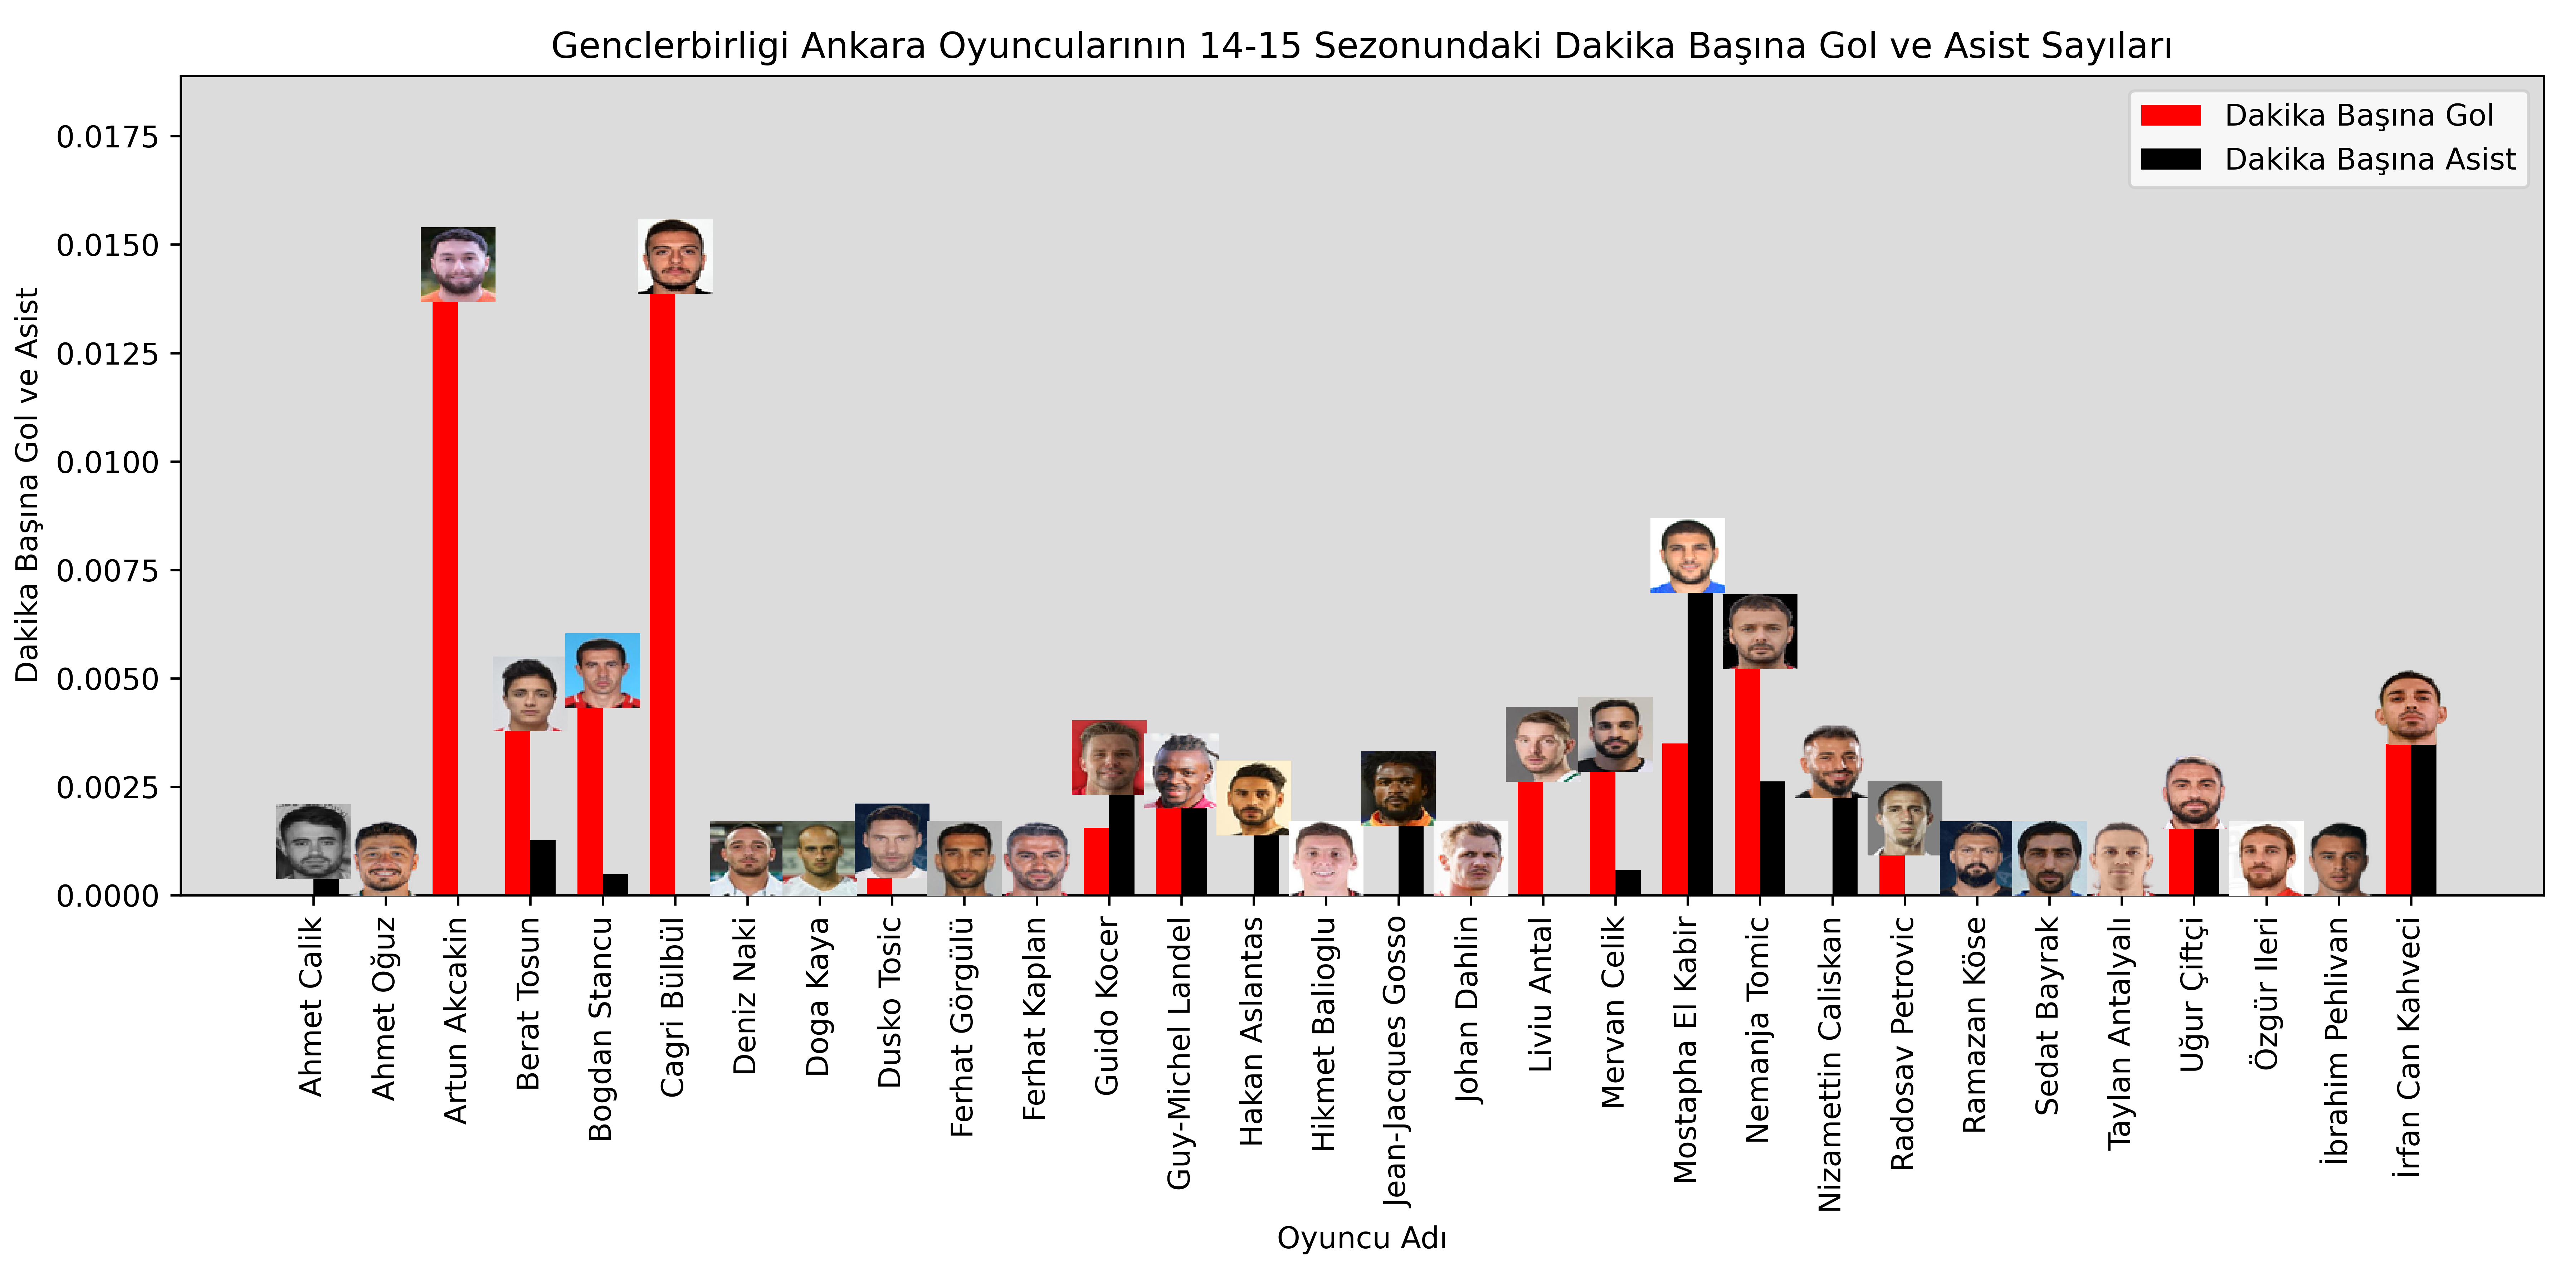 Genclerbirligi Ankara Oyuncularının 14-15 Sezonundaki Dakika Başına Gol ve Asist Sayıları
Dakika Başına Gol
Dakika Başına Asist
Dakika Başına Gol ve Asist
0.0175
0.0150
0.0125
0.0100
0.0075
0.0050
0.0025
0.0000
Ahmet Calik
Ahmet Oğuz
Artun Akcakin
Berat Tosun
Bogdan Stancu
Cagri Bülbül
Deniz Naki
Doga Kaya
Dusko Tosic
Ferhat Görgülü
Ferhat Kaplan
Guido Kocer
Guy-Michel Landel
Hakan Aslantas
Hikmet Balioglu
Jean-Jacques Gosso
Johan Dahlin
Liviu Antal
Mervan Celik
Mostapha El Kabir
Nemanja Tomic
Nizamettin Caliskan
Radosav Petrovic
Ramazan Köse
Sedat Bayrak
Taylan Antalyalı
Uğur Çiftçi
Özgür Ileri
İbrahim Pehlivan
İrfan Can Kahveci
Oyuncu Adı